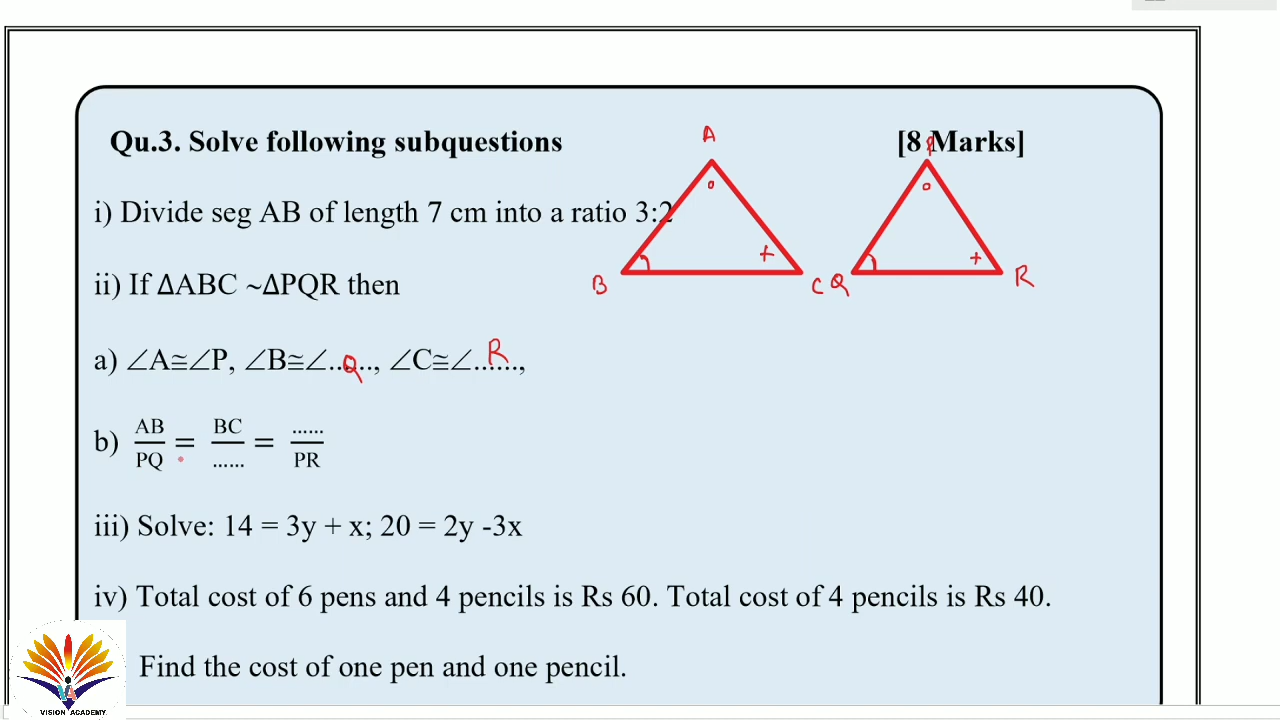 Qu.3. Solve following subquestions [8 Marks]
A P
i) Divide seg AB of length 7 cm into a ratio 3:2
ii) If ΔABC ~ΔPQR then
B C Q R
a) ∠A≅∠P, ∠B≅∠..Q..., ∠C≅∠..R....,
b) AB/PQ = BC/...... = ....../PR
iii) Solve: 14 = 3y + x; 20 = 2y -3x
iv) Total cost of 6 pens and 4 pencils is Rs 60. Total cost of 4 pencils is Rs 40.
Find the cost of one pen and one pencil.
VA
VISION ACADEMY